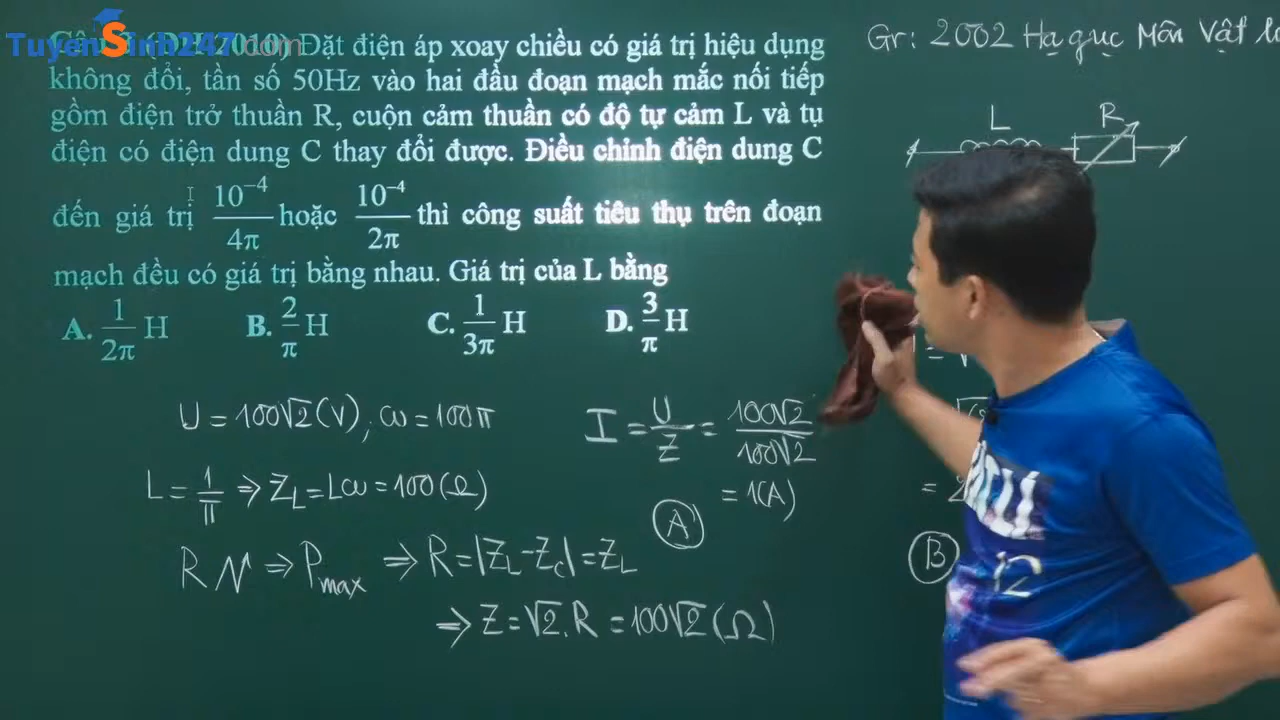 TuyenSinh247.com
(ĐH 2010) Đặt điện áp xoay chiều có giá trị hiệu dụng
không đổi, tần số 50Hz vào hai đầu đoạn mạch mắc nối tiếp
gồm điện trở thuần R, cuộn cảm thuần có độ tự cảm L và tụ
điện có điện dung C thay đổi được. Điều chỉnh điện dung C
đến giá trị 10⁻⁴/4π hoặc 10⁻⁴/2π thì công suất tiêu thụ trên đoạn
mạch đều có giá trị bằng nhau. Giá trị của L bằng
A. 1/2π H B. 2/π H C. 1/3π H D. 3/π H
Gr: 2002 Hạ gục Môn Vật
L R
U = 100√2 (V), ω = 100π
L = 1/π => Z_L = Lω = 100 (Ω)
R => P_max => R = |Z_L - Z_C| = Z_L
=> Z = √2. R = 100√2 (Ω)
I = U/Z = 100√2/100√2
= 1(A)
A
B